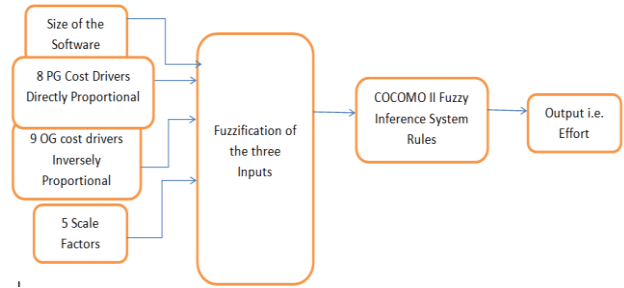 Size of the
Software
8 PG Cost Drivers
Directly Proportional
9 OG cost drivers
Inversely
Proportional
5 Scale
Factors
Fuzzification of
the three
Inputs
COCOMO II Fuzzy
Inference System
Rules
Output i.e.
Effort